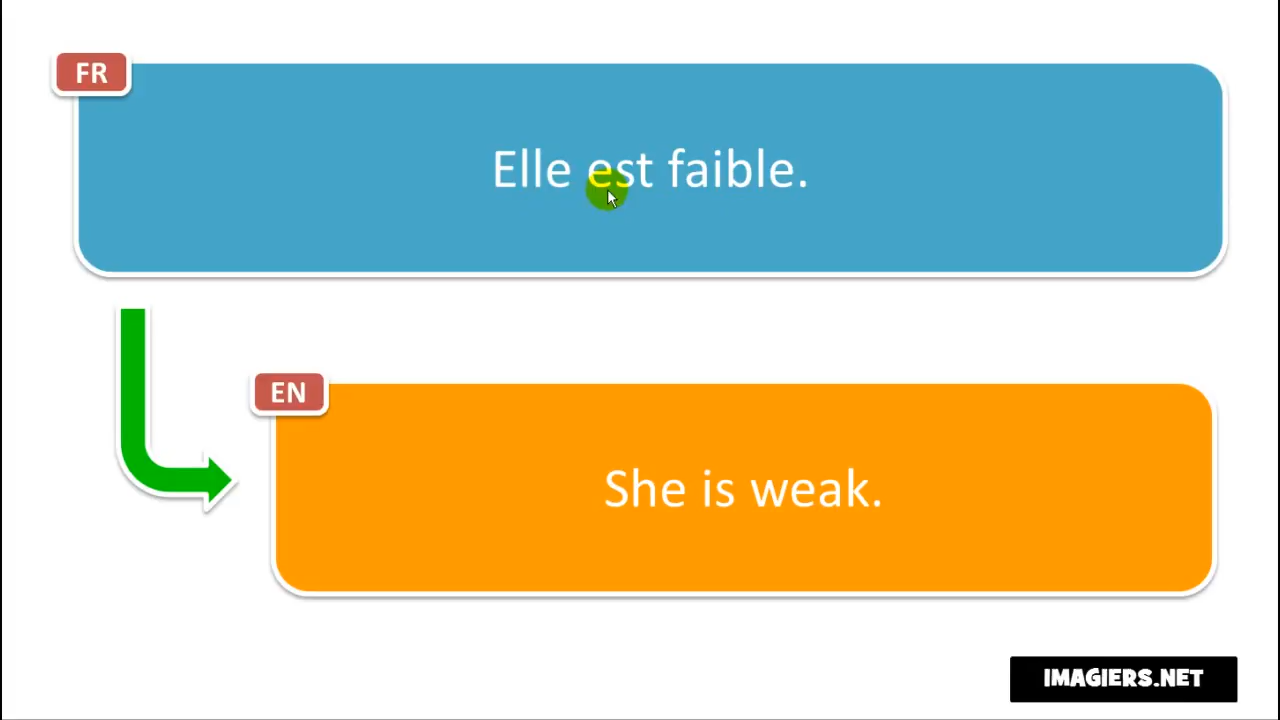 FR
Elle est faible.
EN
She is weak.
IMAGIERS.NET